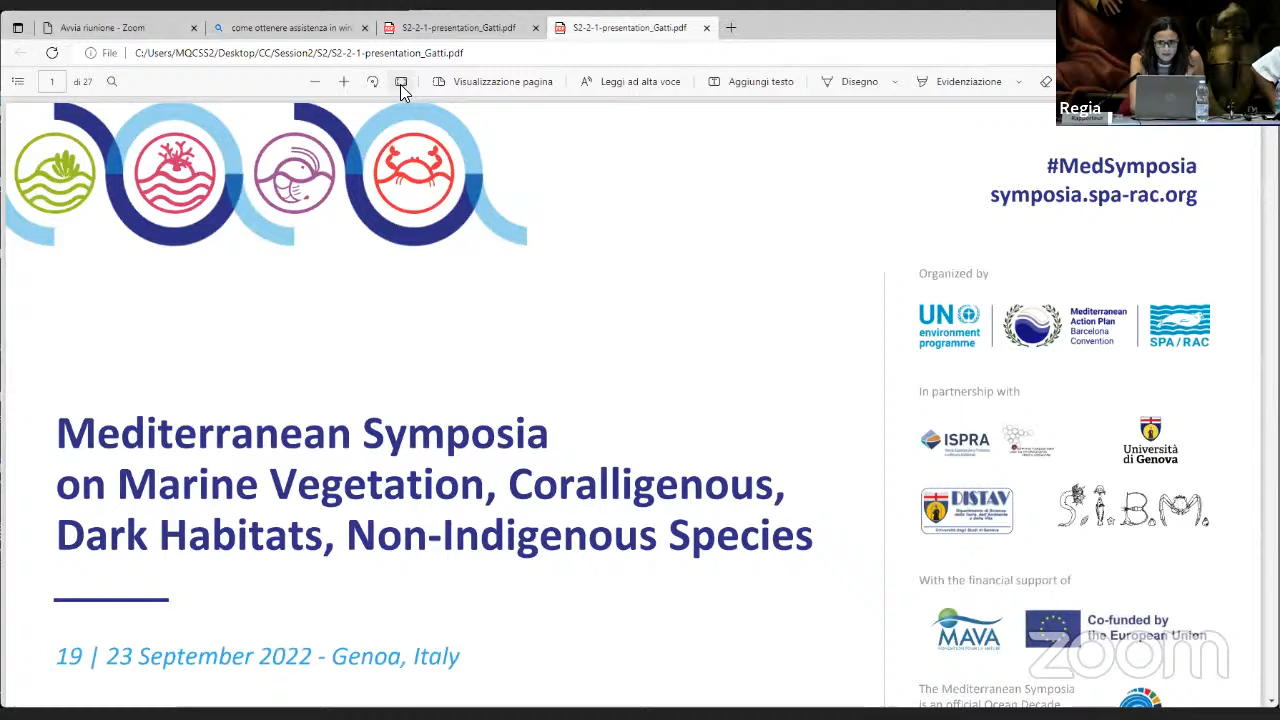 Avvia riunione - Zoom
come ottenere assistenza in win
S2-2-1-presentation_Gatti.pdf
S2-2-1-presentation_Gatti.pdf
File
C:/Users/MQCSS2/Desktop/CC/Session2/S2/S2-2-1-presentation_Gatti.pdf
1 di 27
Visualizzazione pagina
Leggi ad alta voce
Aggiungi testo
Disegno
Evidenziazione
Regia
Rapporteur
#MedSymposia
symposia.spa-rac.org
Organized by
UN
environment
programme
Mediterranean
Action Plan
Barcelona
Convention
SPA/RAC
In partnership with
ISPRA
Università
di Genova
DISTAV
S.I.B.M.
Mediterranean Symposia
on Marine Vegetation, Coralligenous,
Dark Habitats, Non-Indigenous Species
19 | 23 September 2022 - Genoa, Italy
With the financial support of
MAVA
Co-funded by
the European Union
zoom
The Mediterranean Symposia
is an official Ocean Decade